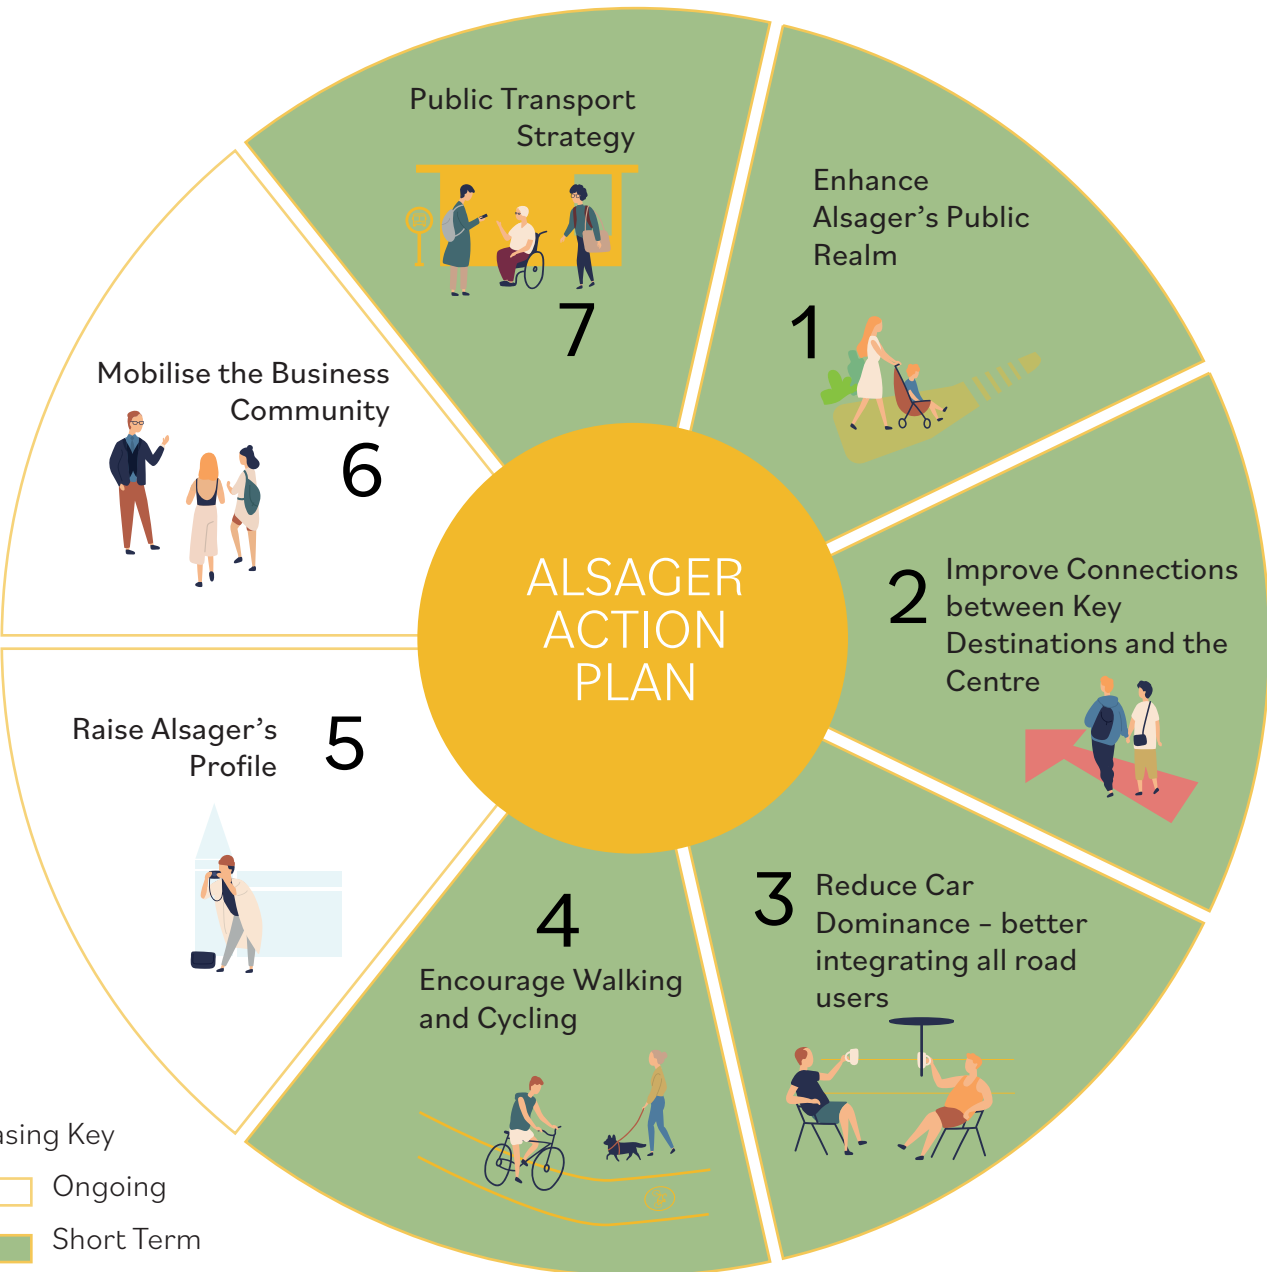 Public Transport
Strategy
7
Enhance
Alsager’s Public
Realm
1
2
Improve Connections
between Key
Destinations and the
Centre
3
Reduce Car
Dominance – better
integrating all road
users
4
Encourage Walking
and Cycling
Raise Alsager’s
Profile
5
Mobilise the Business
Community
6
ALSAGER
ACTION
PLAN
asing Key
Ongoing
Short Term